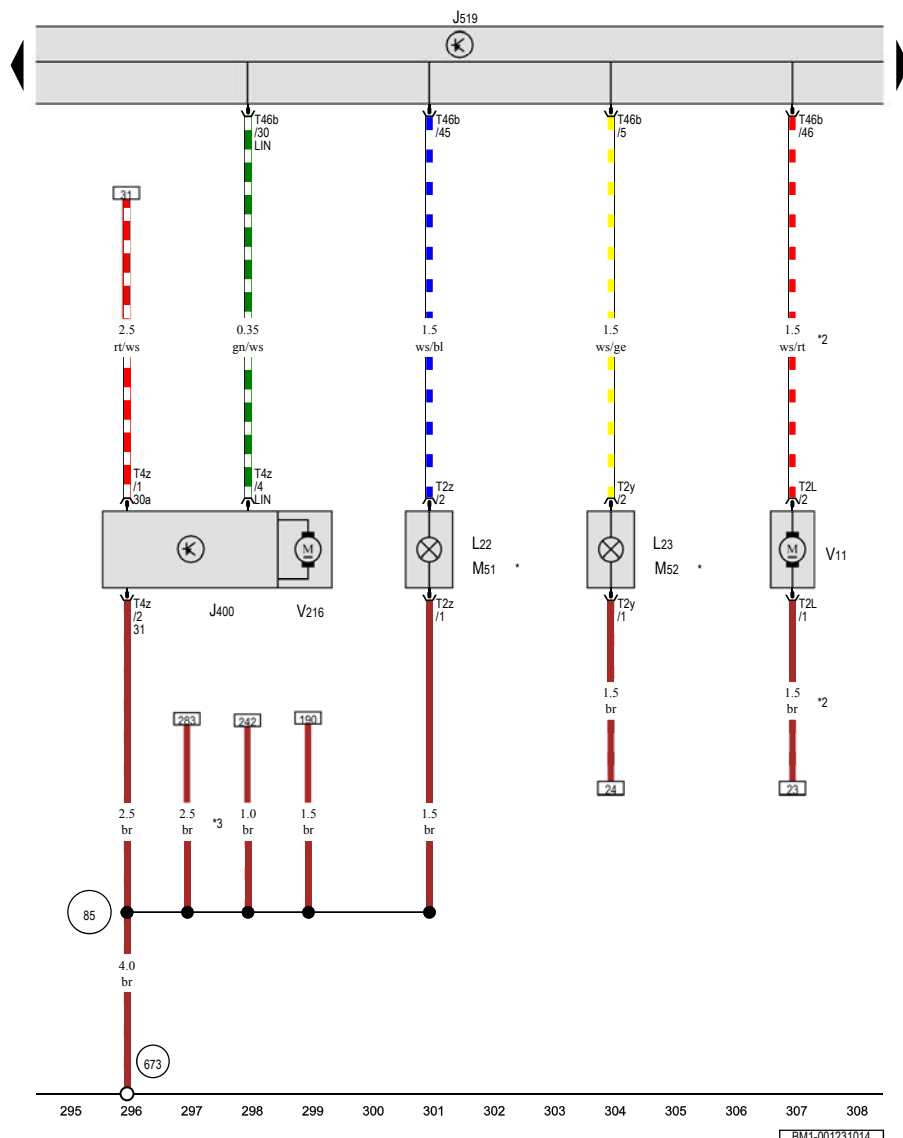 J519
T46b
/30
LIN
T46b
/45
T46b
/5
T46b
/46
31
2.5
rt/ws
0.35
gn/ws
1.5
ws/bl
1.5
ws/ge
1.5
ws/rt
*2
T4z
/1
30a
T4z
/4
LIN
T2z
/2
T2y
/2
T2L
/2
M
L22
M51 *
L23
M52 *
M
V11
T4z
/2
31
J400
V216
T2z
/1
T2y
/1
T2L
/1
1.5
br
1.5
br
*2
283
242
190
24
23
2.5
br
2.5
br
*3
1.0
br
1.5
br
1.5
br
85
4.0
br
673
295 296 297 298 299 300 301 302 303 304 305 306 307 308
BM1-001231014